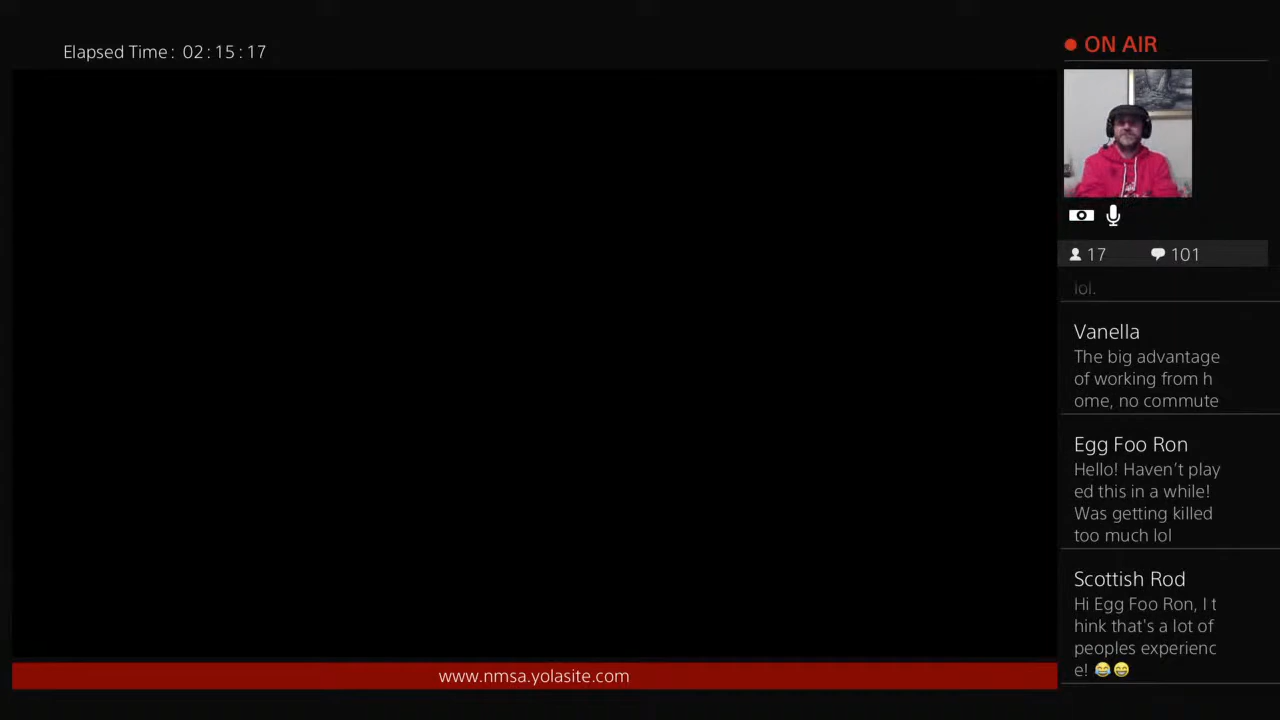 Elapsed Time: 02:15:17
ON AIR
17 101
lol.
Vanella
The big advantage
of working from h
ome, no commute
Egg Foo Ron
Hello! Haven't play
ed this in a while!
Was getting killed
too much lol
Scottish Rod
Hi Egg Foo Ron, I t
hink that's a lot of
peoples experienc
e! 😂😄
www.nmsa.yolasite.com